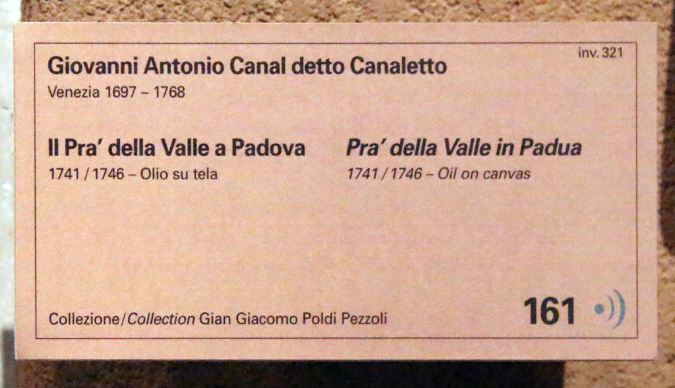 inv. 321
Giovanni Antonio Canal detto Canaletto
Venezia 1697 – 1768
Il Pra' della Valle a Padova
1741 / 1746 – Olio su tela
Pra' della Valle in Padua
1741 / 1746 – Oil on canvas
Collezione/Collection Gian Giacomo Poldi Pezzoli
161